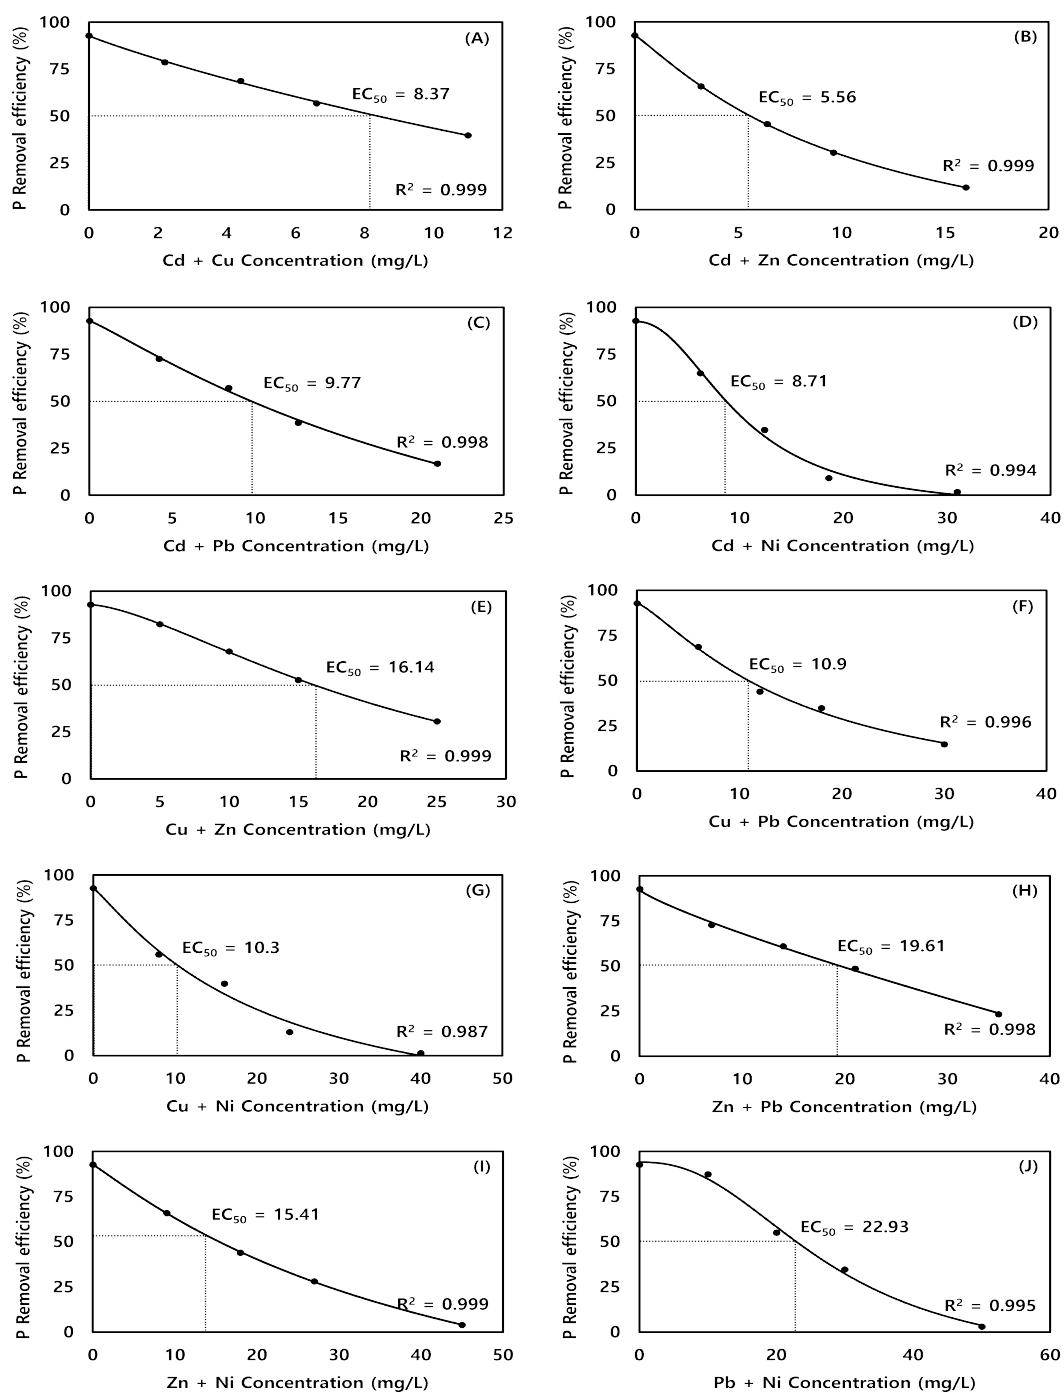 (A)
P Removal efficiency (%)
100
75
50
25
0
EC50 = 8.37
R2 = 0.999
0 2 4 6 8 10 12
Cd + Cu Concentration (mg/L)
(B)
P Removal efficiency (%)
100
75
50
25
0
EC50 = 5.56
R2 = 0.999
0 5 10 15 20
Cd + Zn Concentration (mg/L)
(C)
P Removal efficiency (%)
100
75
50
25
0
EC50 = 9.77
R2 = 0.998
0 5 10 15 20 25
Cd + Pb Concentration (mg/L)
(D)
P Removal efficiency (%)
100
75
50
25
0
EC50 = 8.71
R2 = 0.994
0 10 20 30 40
Cd + Ni Concentration (mg/L)
(E)
P Removal efficiency (%)
100
75
50
25
0
EC50 = 16.14
R2 = 0.999
0 5 10 15 20 25 30
Cu + Zn Concentration (mg/L)
(F)
P Removal efficiency (%)
100
75
50
25
0
EC50 = 10.9
R2 = 0.996
0 10 20 30 40
Cu + Pb Concentration (mg/L)
(G)
P Removal efficiency (%)
100
75
50
25
0
EC50 = 10.3
R2 = 0.987
0 10 20 30 40 50
Cu + Ni Concentration (mg/L)
(H)
P Removal efficiency (%)
100
75
50
25
0
EC50 = 19.61
R2 = 0.998
0 10 20 30 40
Zn + Pb Concentration (mg/L)
(I)
P Removal efficiency (%)
100
75
50
25
0
EC50 = 15.41
R2 = 0.999
0 10 20 30 40 50
Zn + Ni Concentration (mg/L)
(J)
P Removal efficiency (%)
100
75
50
25
0
EC50 = 22.93
R2 = 0.995
0 20 40 60
Pb + Ni Concentration (mg/L)